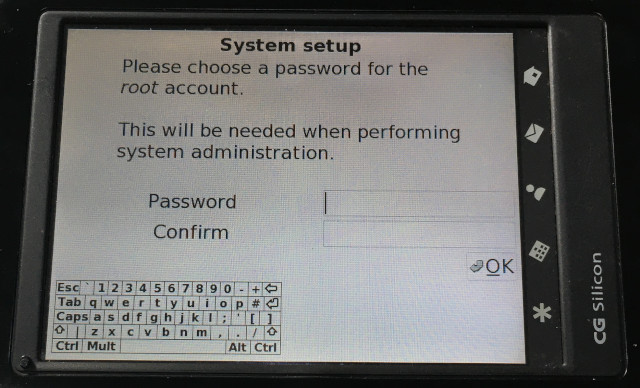 System setup
Please choose a password for the
root account.
This will be needed when performing
system administration.
Password
Confirm
OK
Esc ` 1 2 3 4 5 6 7 8 9 0 - +
Tab q w e r t y u i o p #
Caps a s d f g h j k l ; ' [ ]
| z x c v b n m , . /
Ctrl Mult Alt Ctrl
CG Silicon